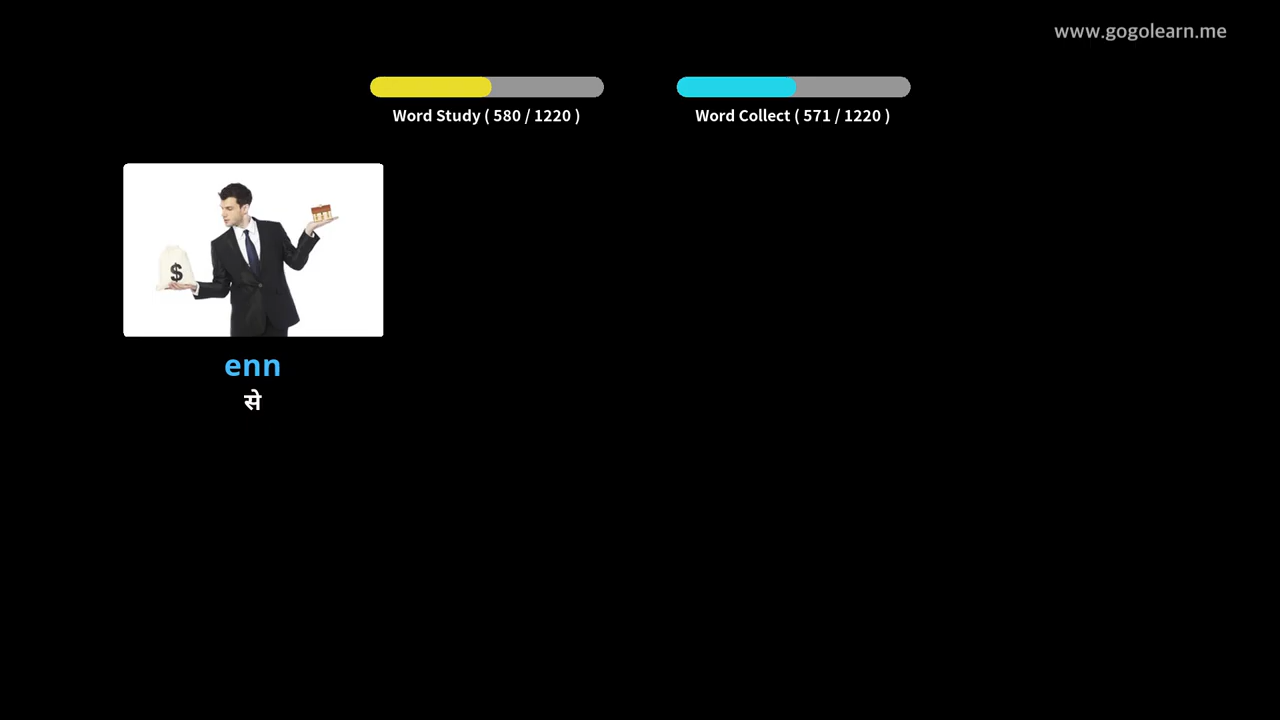 www.gogolearn.me
Word Study ( 580 / 1220 )
Word Collect ( 571 / 1220 )
$
enn
से